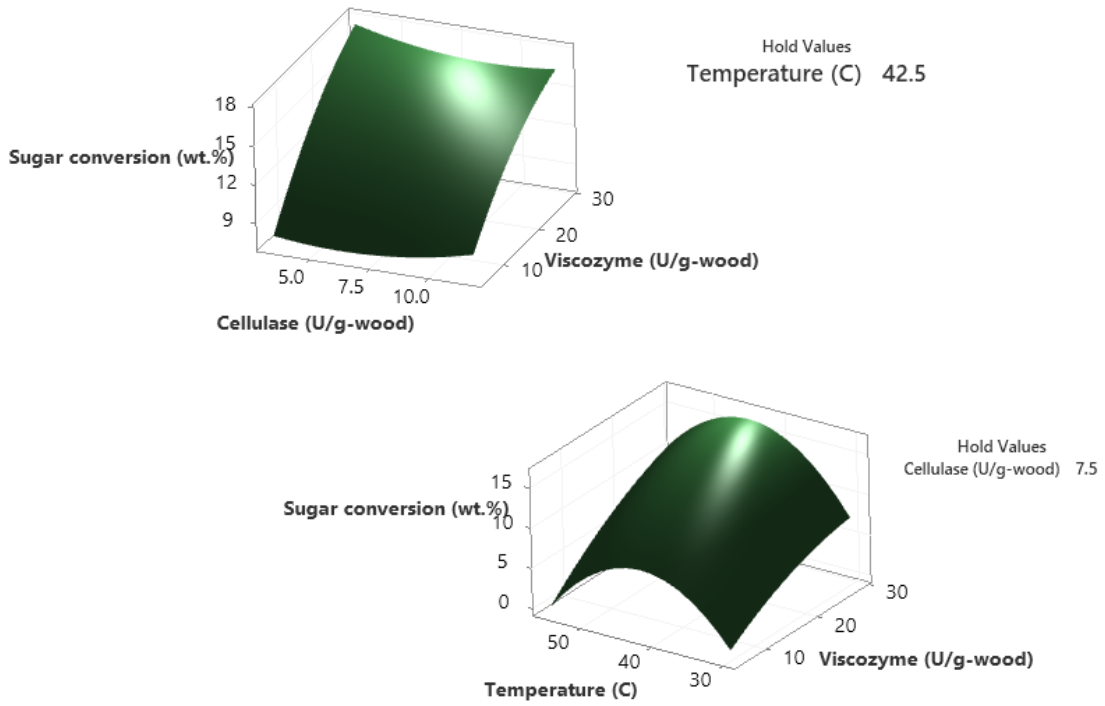 Hold Values
Temperature (C) 42.5
18
15
Sugar conversion (wt.%)
12
9
30
20
10
Viscozyme (U/g-wood)
5.0
7.5
10.0
Cellulase (U/g-wood)
Hold Values
Cellulase (U/g-wood) 7.5
15
Sugar conversion (wt.%)
10
5
0
30
20
10
Viscozyme (U/g-wood)
50
40
30
Temperature (C)